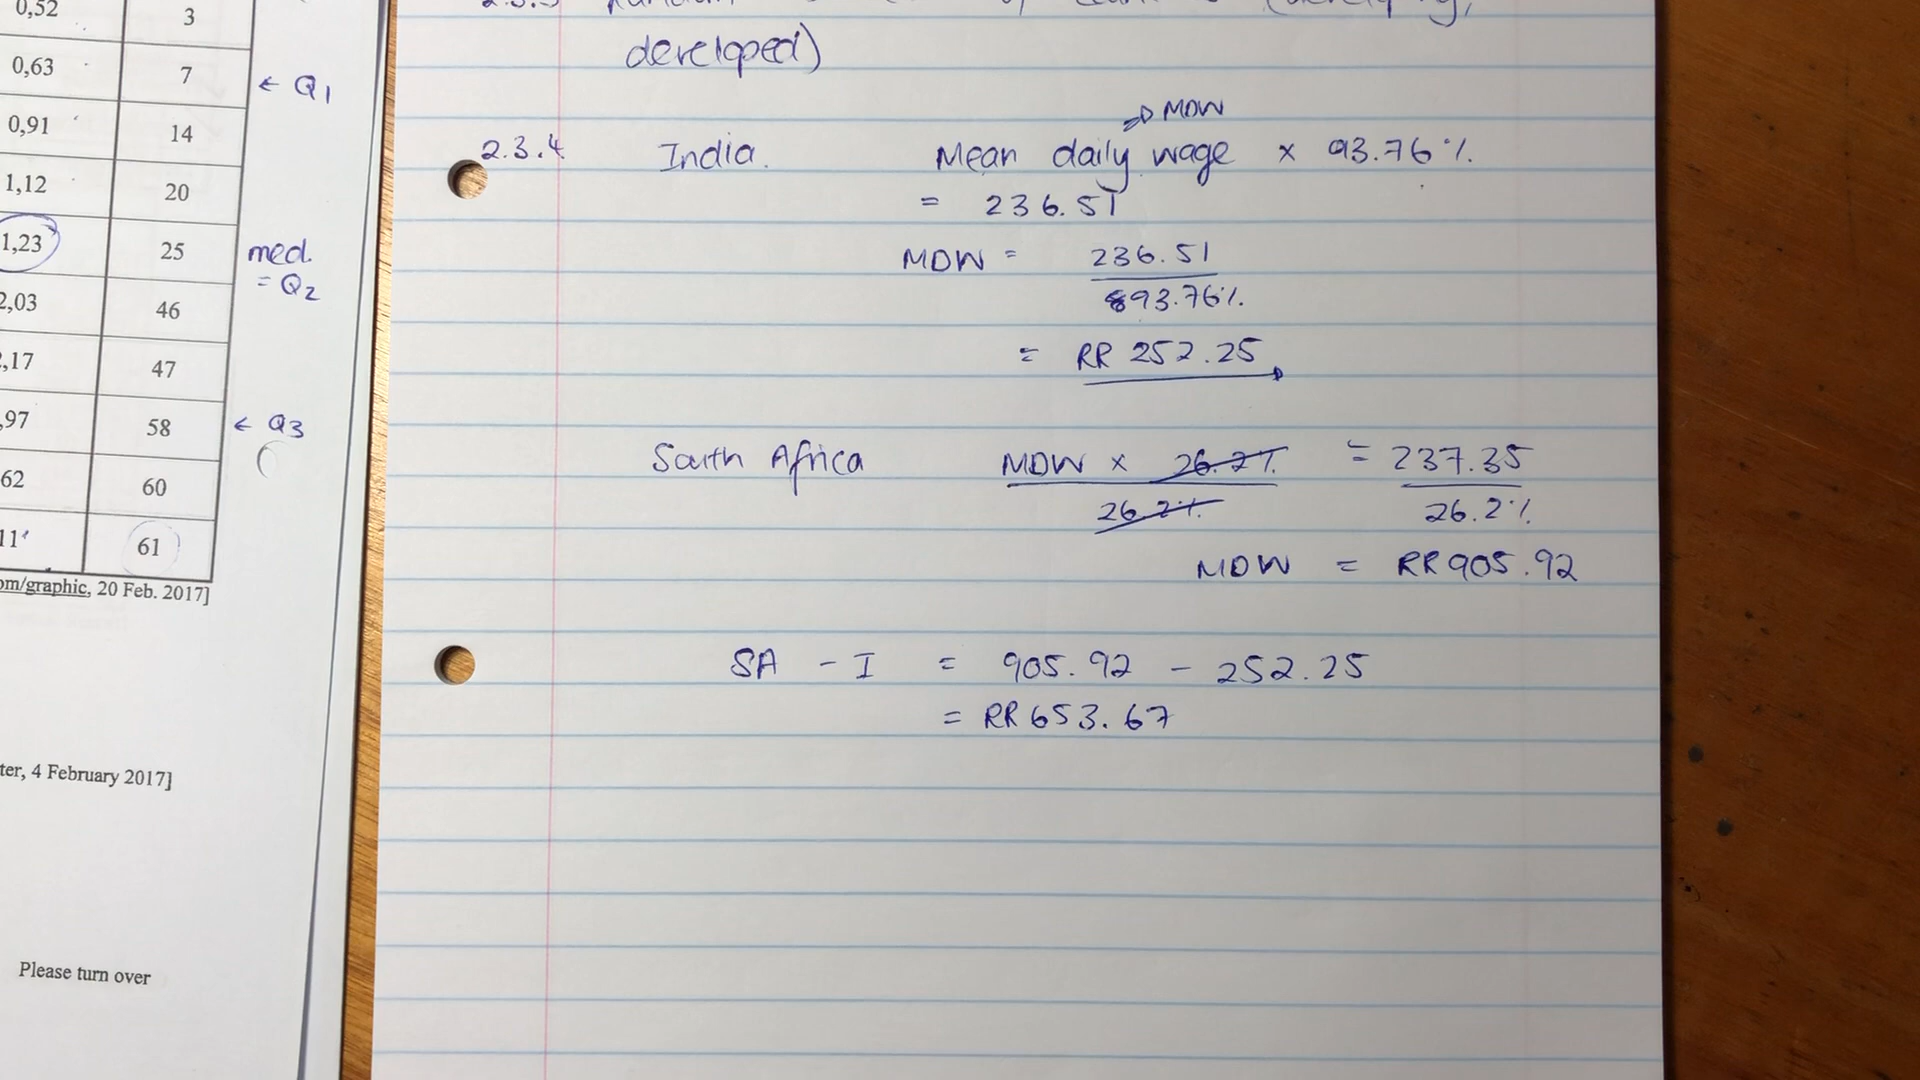 0,52 3
0,63 7 ← Q1
0,91 14
1,12 20
1,23 25 med. = Q2
2,03 46
,17 47
,97 58 ← Q3
62 60
11 61
om/graphic, 20 Feb. 2017]
ter, 4 February 2017]
Please turn over
developed)
⇒ MDW
2.3.4 India. Mean daily wage × 93.76%
= 236.51
MDW = 236.51
93.76%
= RR 252.25
South Africa MDW × 26.2% = 237.35
26.2% 26.2%
MDW = RR905.92
SA - I = 905.92 - 252.25
= RR653.67